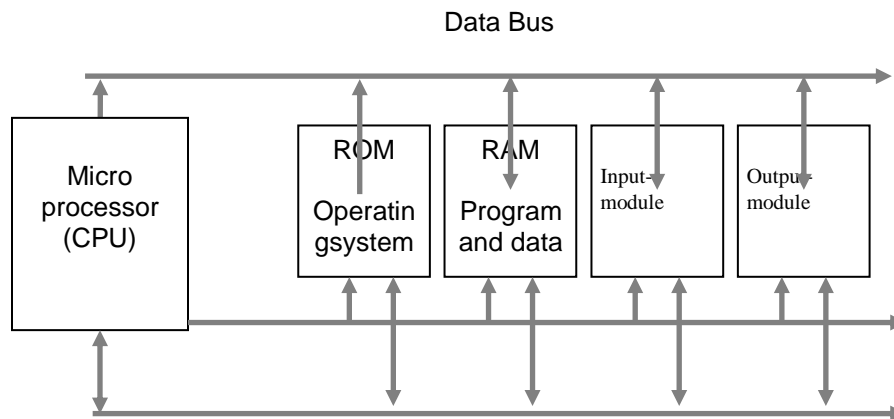 Data Bus
Micro
processor
(CPU)
ROM
Operatin
gsystem
RAM
Program
and data
Input-
module
Output-
module